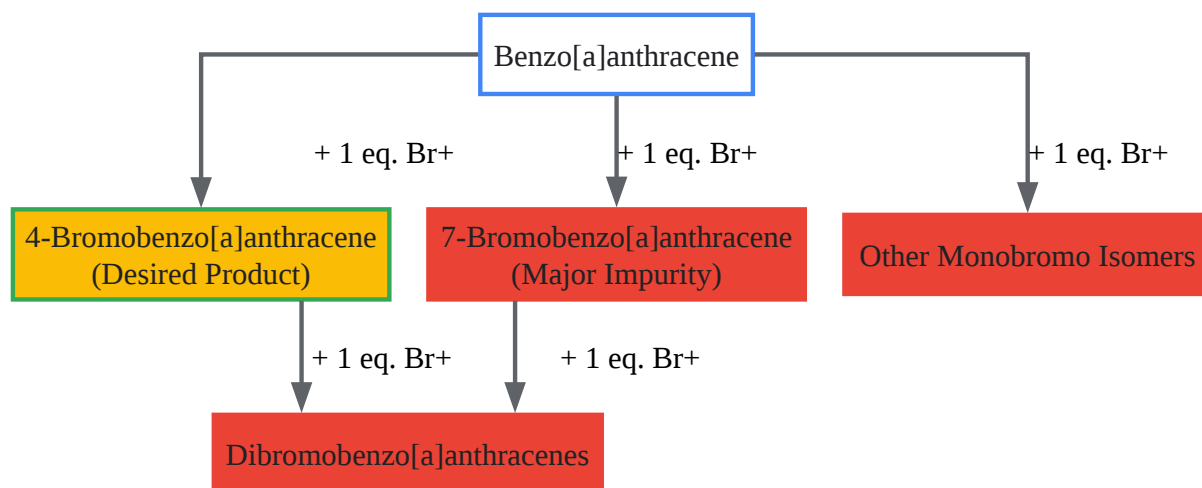 Benzo[a]anthracene
+ 1 eq. Br+
+ 1 eq. Br+
+ 1 eq. Br+
4-Bromobenzo[a]anthracene
(Desired Product)
7-Bromobenzo[a]anthracene
(Major Impurity)
Other Monobromo Isomers
+ 1 eq. Br+
+ 1 eq. Br+
Dibromobenzo[a]anthracenes